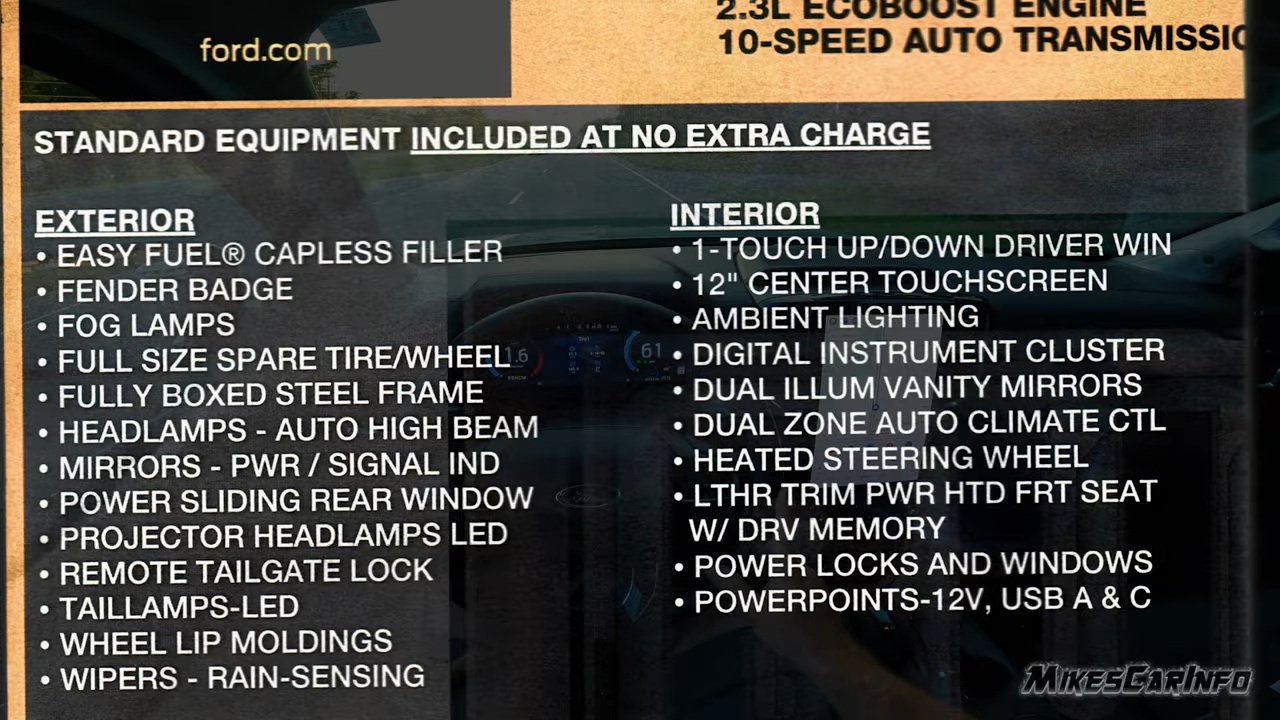 ford.com
2.3L ECOBOOST ENGINE
10-SPEED AUTO TRANSMISSIO
STANDARD EQUIPMENT INCLUDED AT NO EXTRA CHARGE
EXTERIOR
• EASY FUEL® CAPLESS FILLER
• FENDER BADGE
• FOG LAMPS
• FULL SIZE SPARE TIRE/WHEEL
• FULLY BOXED STEEL FRAME
• HEADLAMPS - AUTO HIGH BEAM
• MIRRORS - PWR / SIGNAL IND
• POWER SLIDING REAR WINDOW
• PROJECTOR HEADLAMPS LED
• REMOTE TAILGATE LOCK
• TAILLAMPS-LED
• WHEEL LIP MOLDINGS
• WIPERS - RAIN-SENSING
INTERIOR
• 1-TOUCH UP/DOWN DRIVER WIN
• 12" CENTER TOUCHSCREEN
• AMBIENT LIGHTING
• DIGITAL INSTRUMENT CLUSTER
• DUAL ILLUM VANITY MIRRORS
• DUAL ZONE AUTO CLIMATE CTL
• HEATED STEERING WHEEL
• LTHR TRIM PWR HTD FRT SEAT
W/ DRV MEMORY
• POWER LOCKS AND WINDOWS
• POWERPOINTS-12V, USB A & C
1.6
61
Ford
MIKESCARINFO